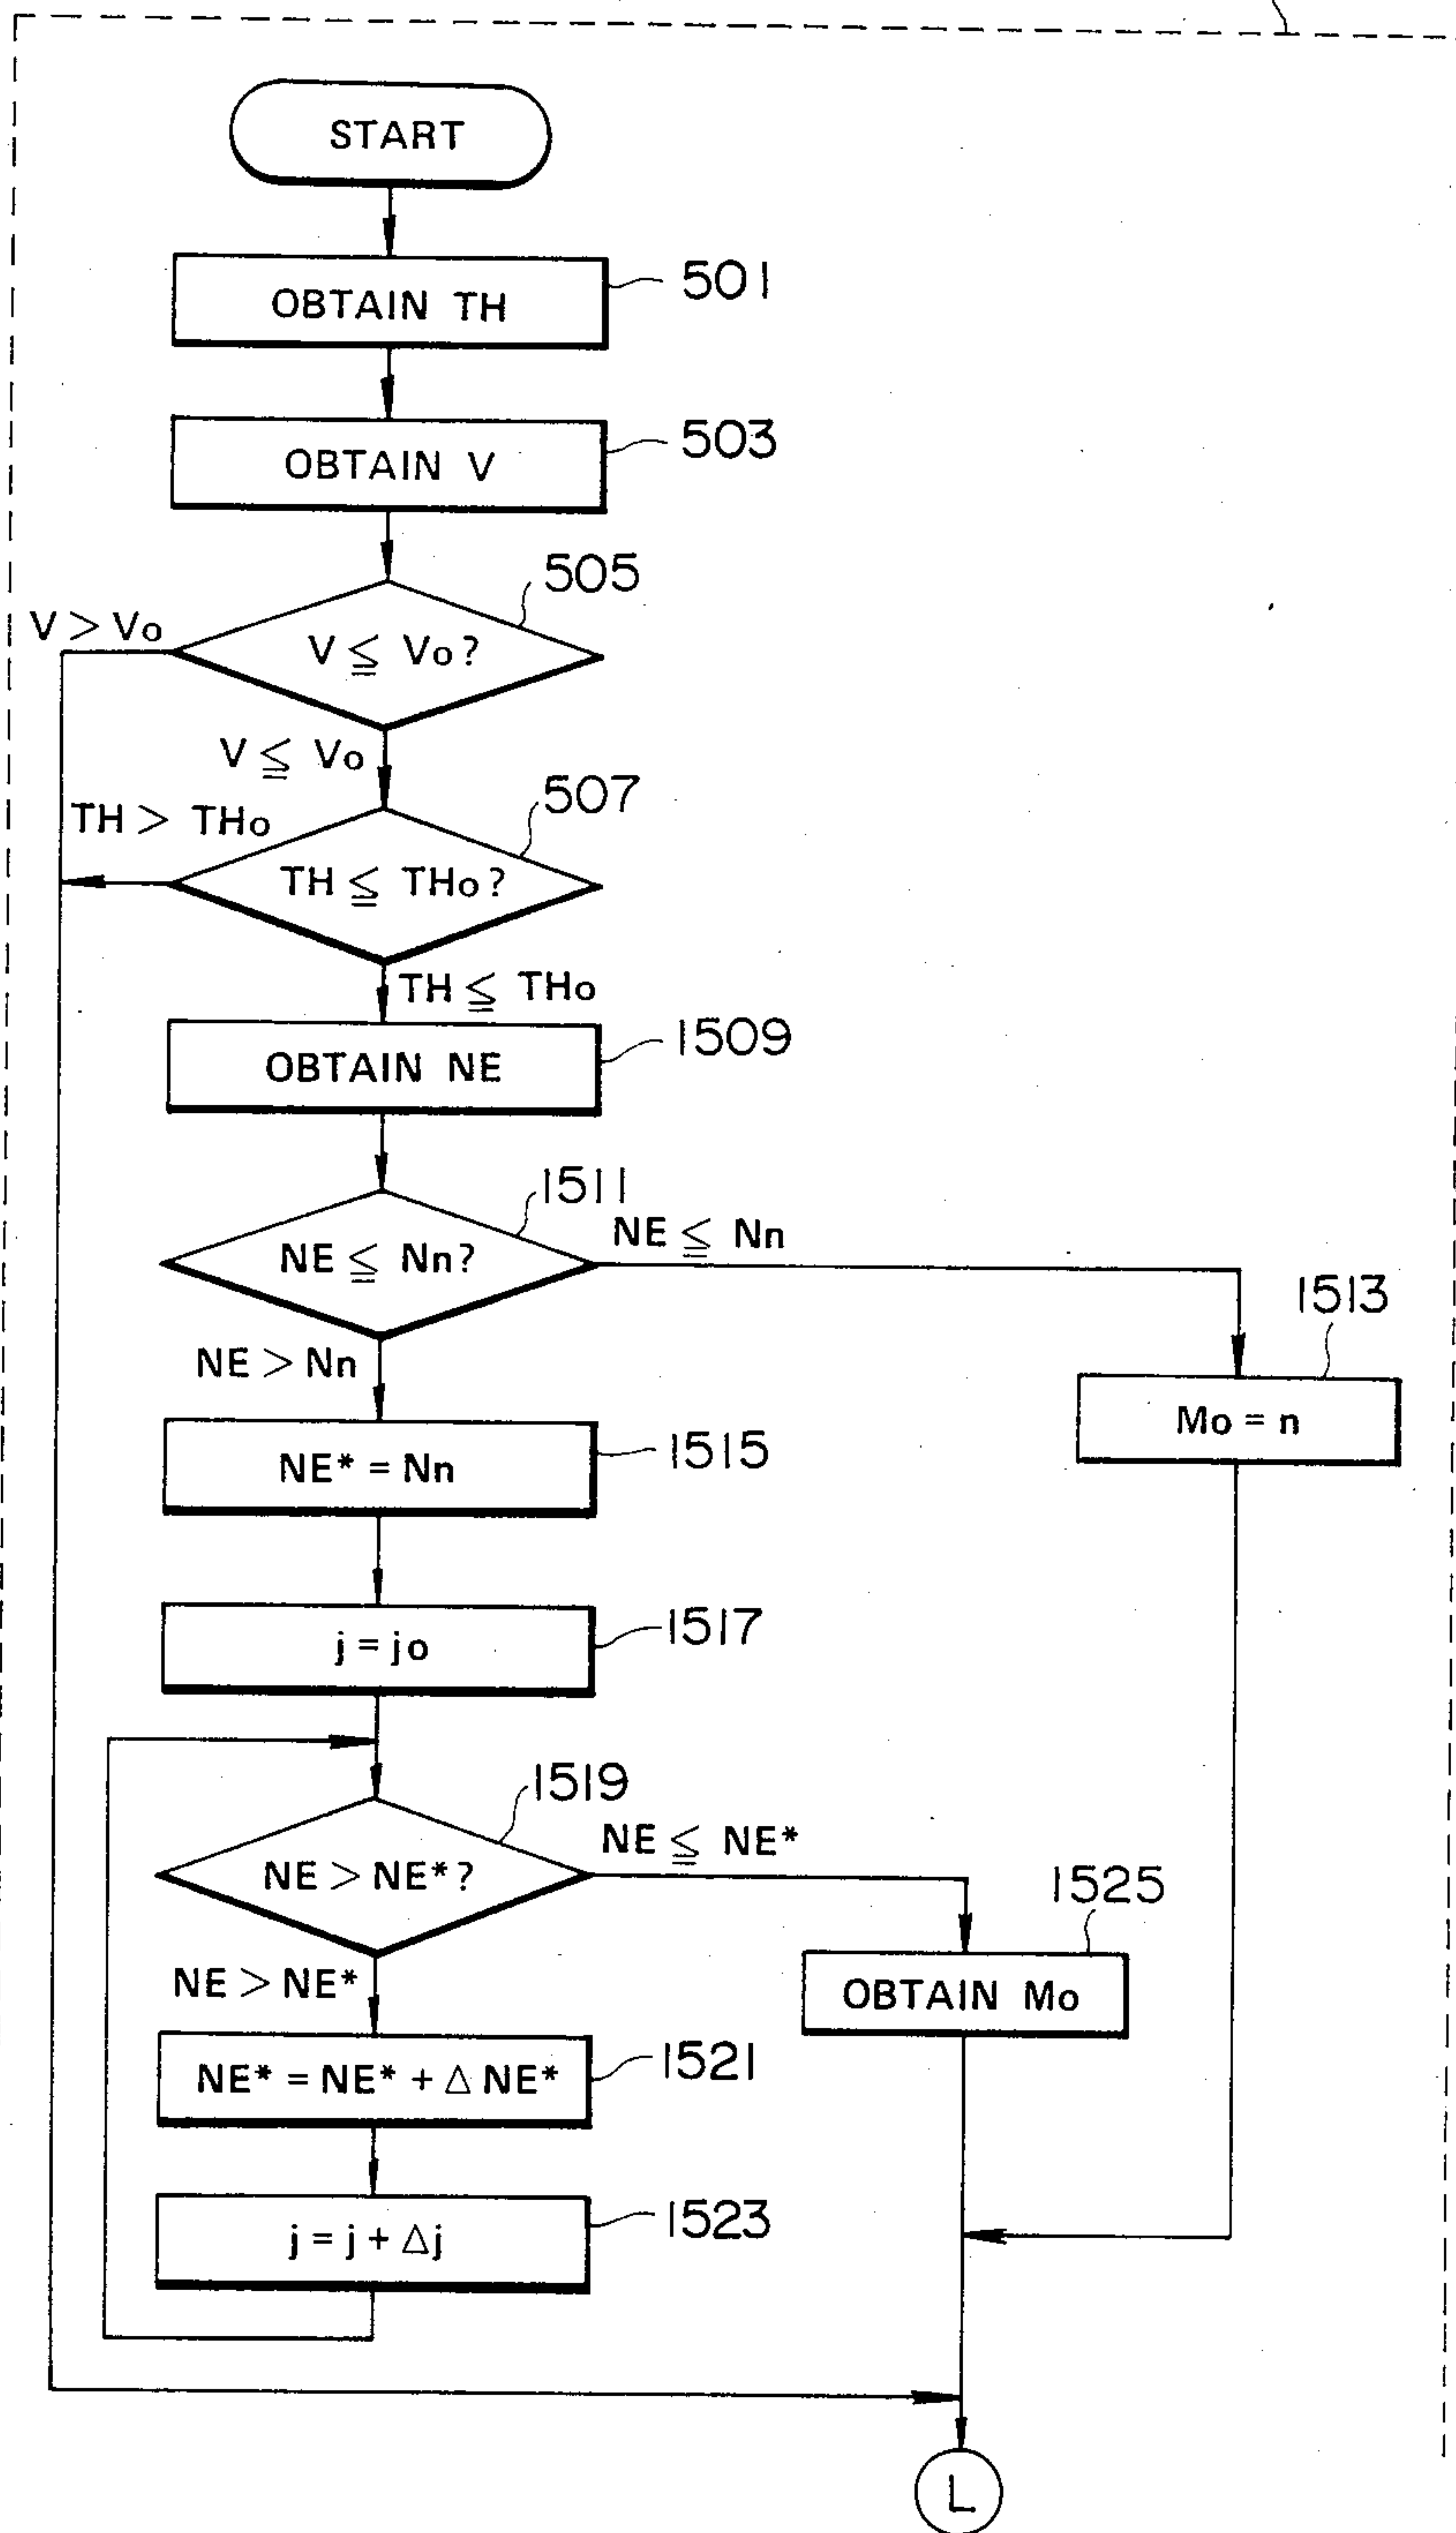 START
OBTAIN TH
501
OBTAIN V
503
505
V > Vo
V ≦ Vo?
V ≦ Vo
507
TH > THo
TH ≦ THo?
TH ≦ THo
OBTAIN NE
1509
1511
NE ≦ Nn?
NE ≦ Nn
1513
NE > Nn
Mo = n
NE* = Nn
1515
j = jo
1517
1519
NE ≦ NE*
NE > NE*?
1525
NE > NE*
OBTAIN Mo
NE* = NE* + Δ NE*
1521
j = j + Δj
1523
L